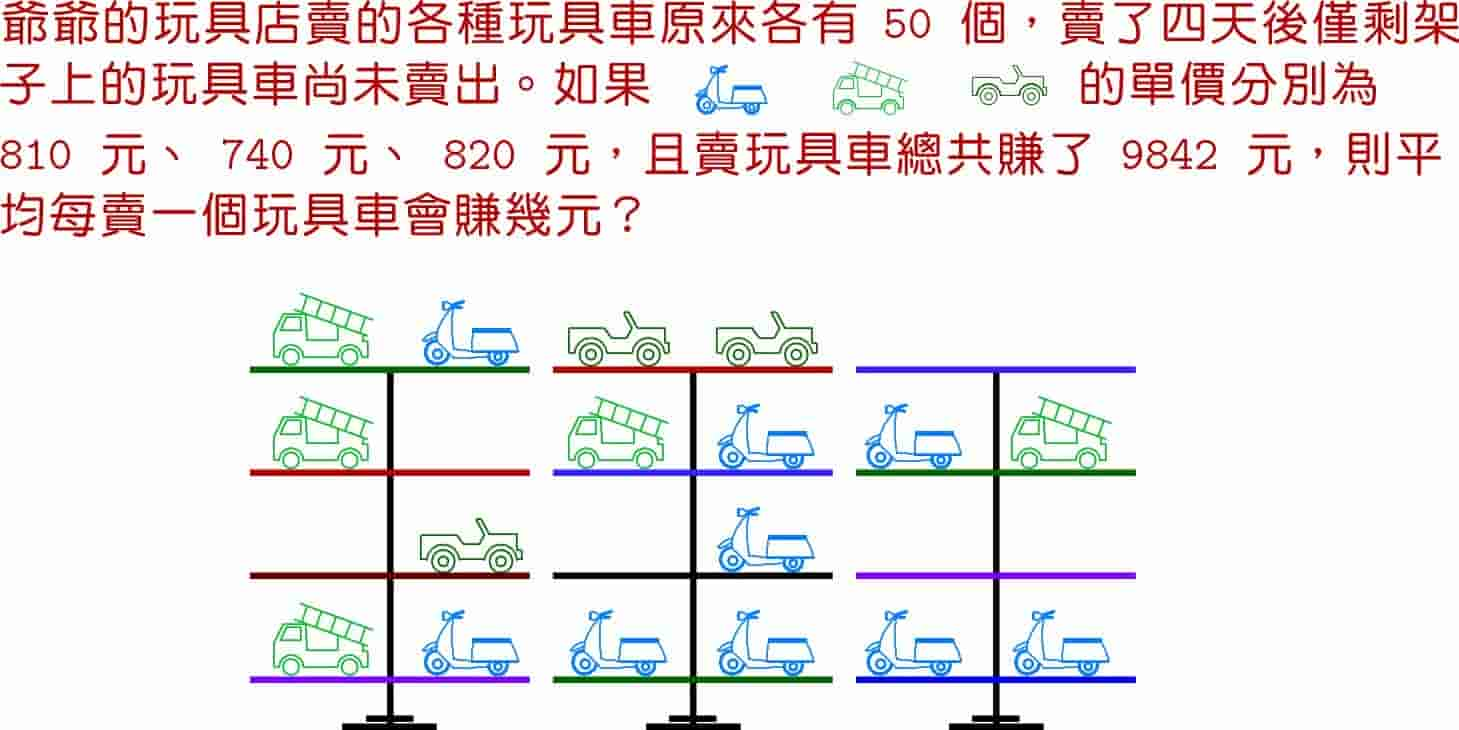 爺爺的玩具店賣的各種玩具車原來各有 50 個，賣了四天後僅剩架
子上的玩具車尚未賣出。如果 的單價分別為
810 元、 740 元、 820 元，且賣玩具車總共賺了 9842 元，則平
均每賣一個玩具車會賺幾元？